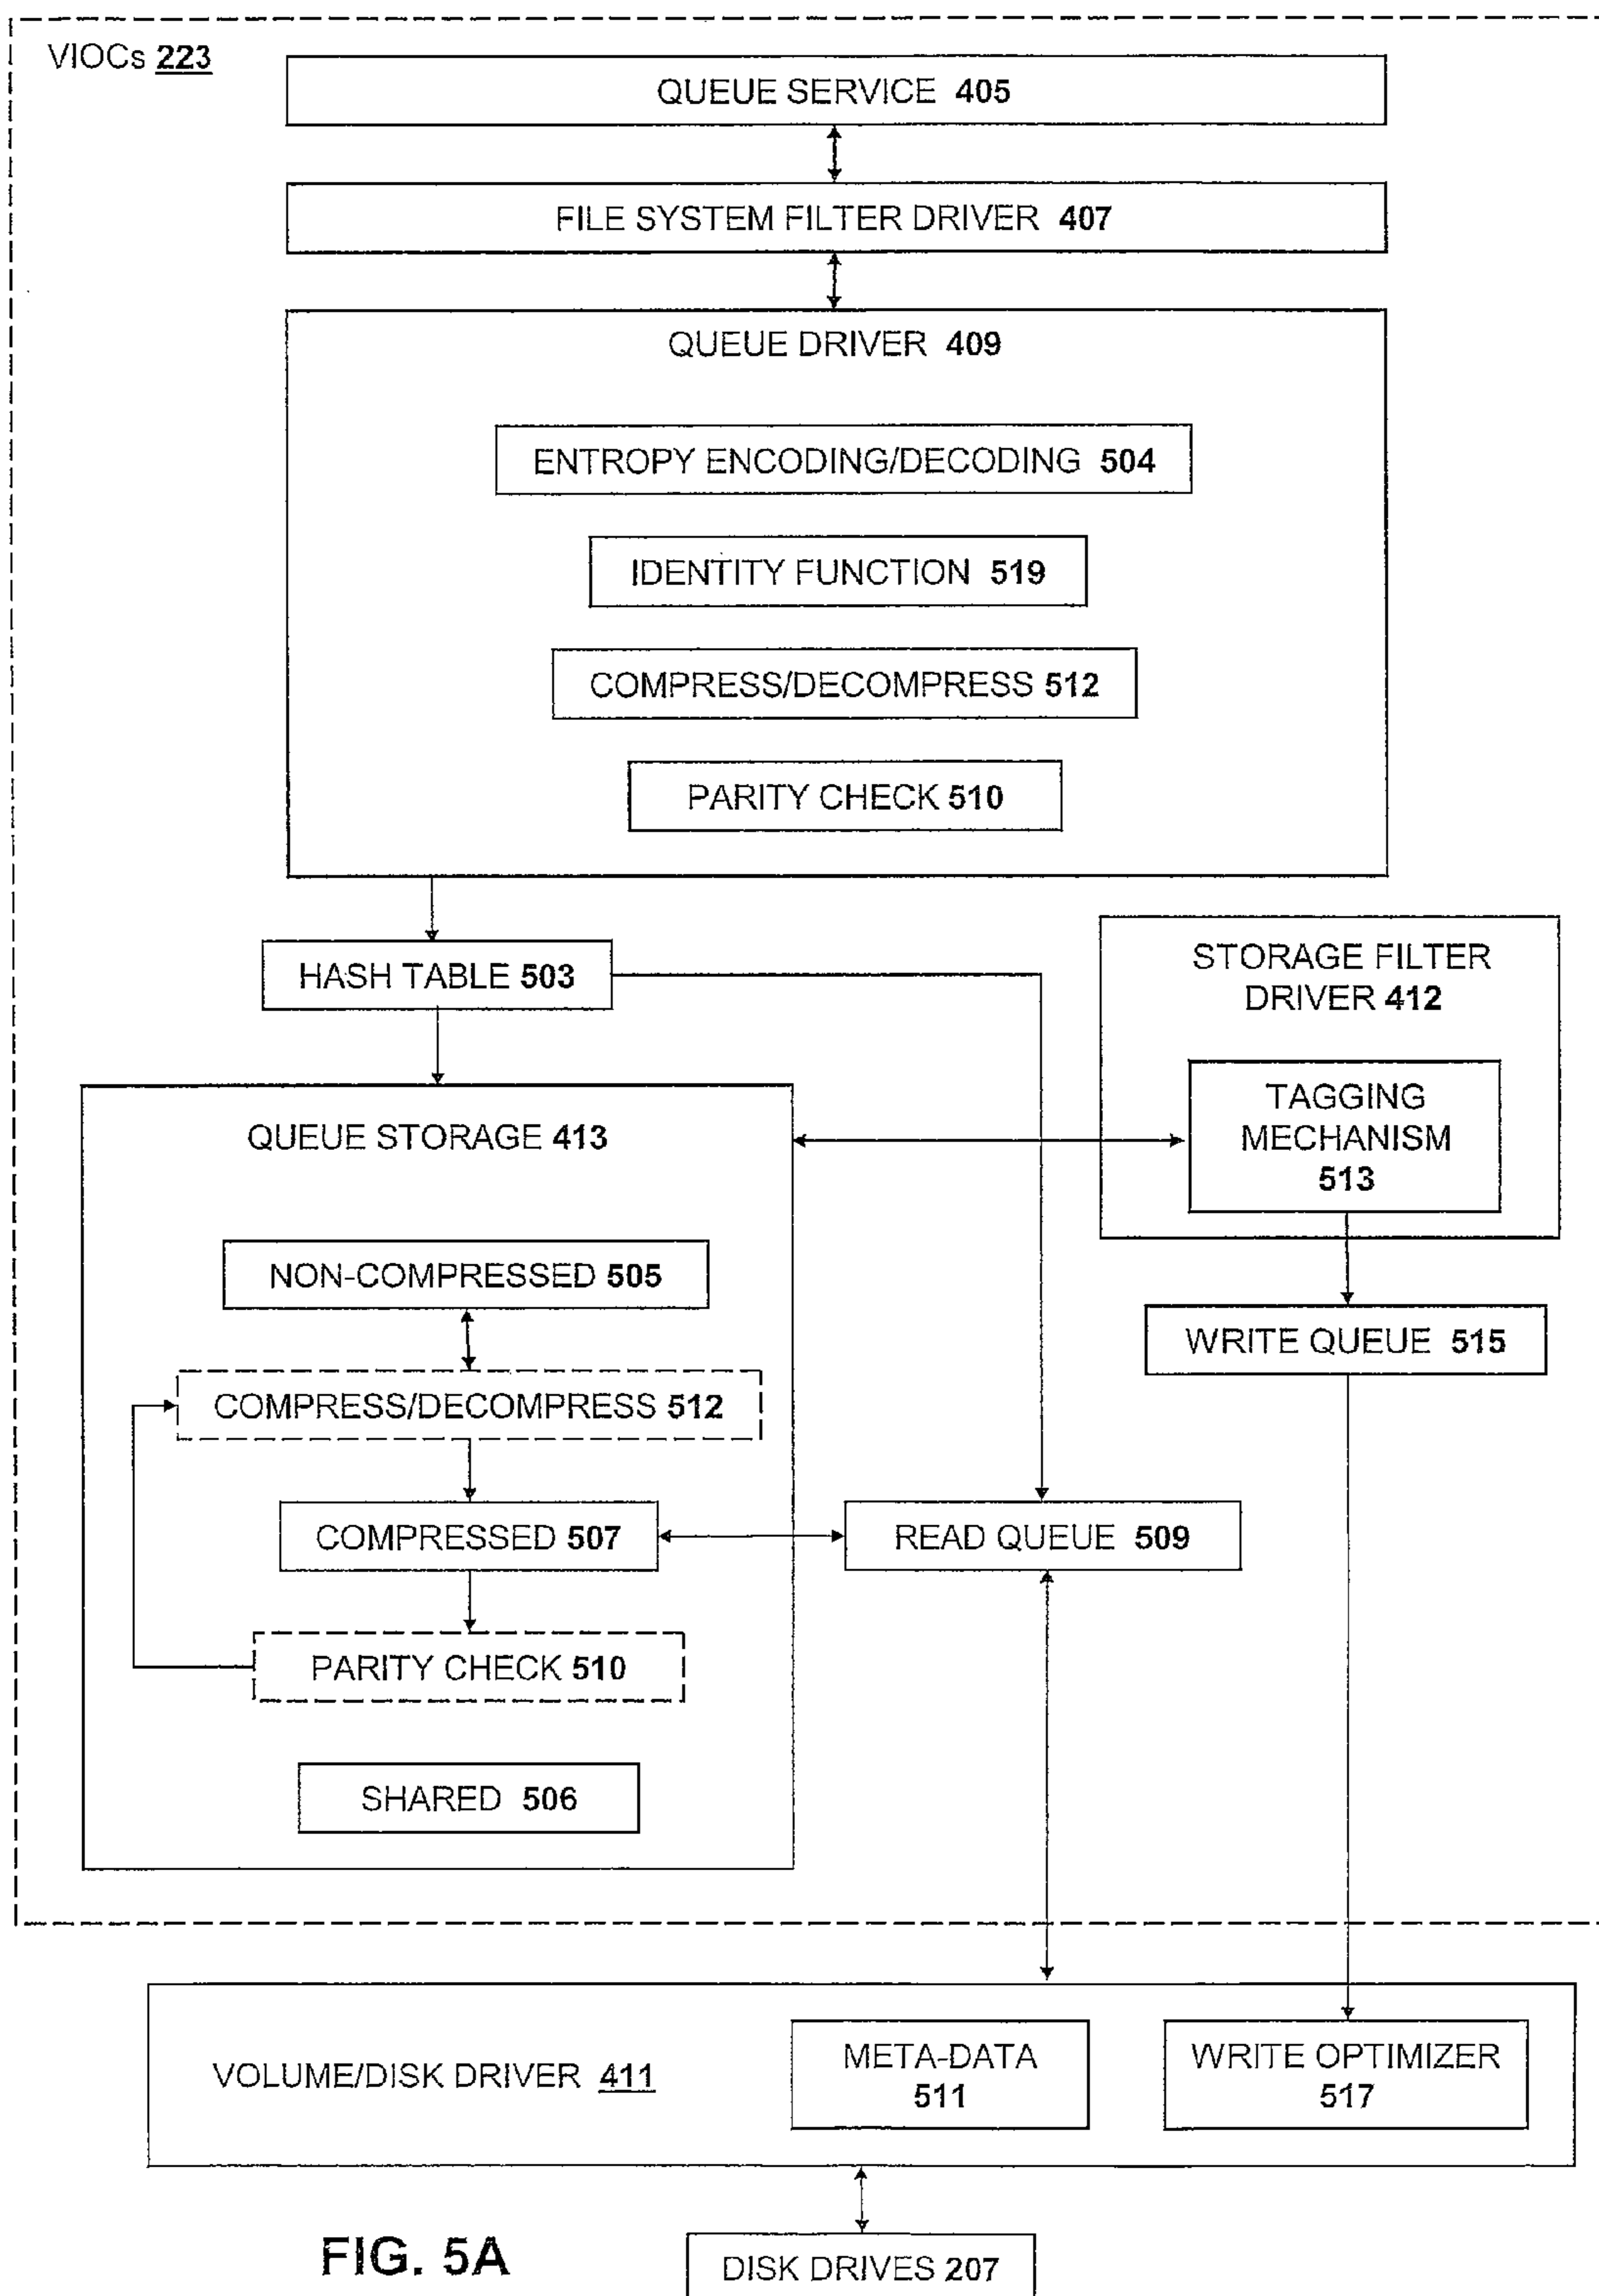 VIOCs 223
QUEUE SERVICE 405
FILE SYSTEM FILTER DRIVER 407
QUEUE DRIVER 409
ENTROPY ENCODING/DECODING 504
IDENTITY FUNCTION 519
COMPRESS/DECOMPRESS 512
PARITY CHECK 510
HASH TABLE 503
STORAGE FILTER
DRIVER 412
TAGGING
MECHANISM
513
QUEUE STORAGE 413
NON-COMPRESSED 505
WRITE QUEUE 515
COMPRESS/DECOMPRESS 512
COMPRESSED 507
READ QUEUE 509
PARITY CHECK 510
SHARED 506
VOLUME/DISK DRIVER 411
META-DATA
511
WRITE OPTIMIZER
517
FIG. 5A
DISK DRIVES 207